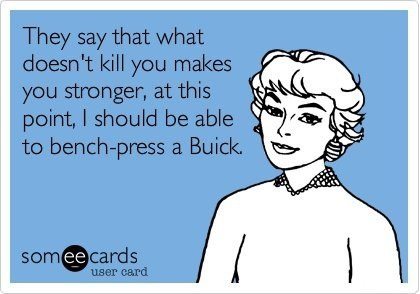 They say that what
doesn't kill you makes
you stronger, at this
point, I should be able
to bench-press a Buick.
someecards
user card